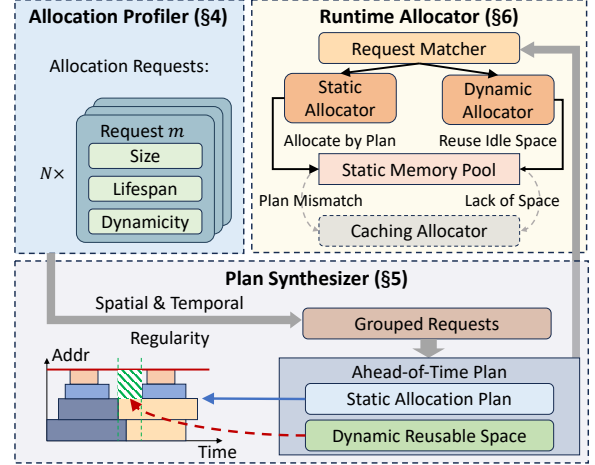 Allocation Profiler (§4)
Allocation Requests:
N×
Request m
Size
Lifespan
Dynamicity
Runtime Allocator (§6)
Request Matcher
Static
Allocator
Dynamic
Allocator
Allocate by Plan
Reuse Idle Space
Static Memory Pool
Plan Mismatch
Lack of Space
Caching Allocator
Plan Synthesizer (§5)
Spatial & Temporal
Regularity
Grouped Requests
Ahead-of-Time Plan
Static Allocation Plan
Dynamic Reusable Space
Addr
Time